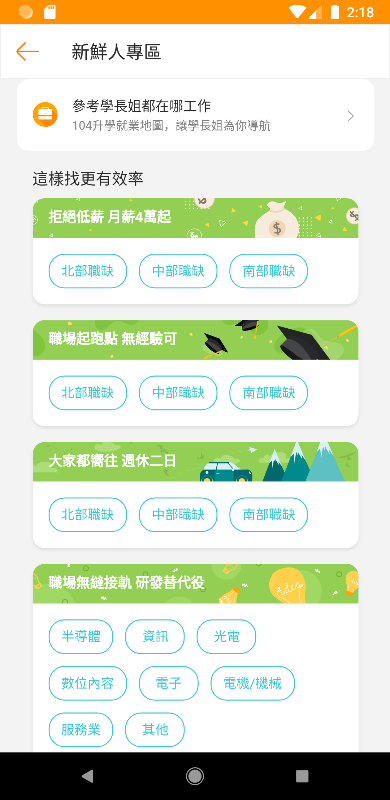 2:18
新鮮人專區
參考學長姐都在哪工作
104升學就業地圖，讓學長姐為你導航
這樣找更有效率
拒絕低薪 月薪4萬起
北部職缺 中部職缺 南部職缺
職場起跑點 無經驗可
北部職缺 中部職缺 南部職缺
大家都嚮往 週休二日
北部職缺 中部職缺 南部職缺
職場無縫接軌 研發替代役
idea
半導體 資訊 光電
數位內容 電子 電機/機械
服務業 其他